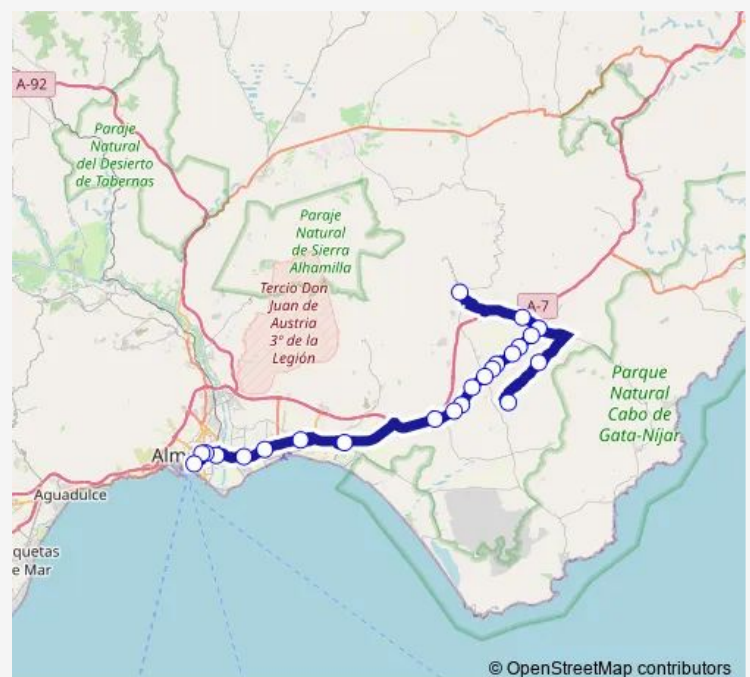 A-92
Paraje
Natural
del Desierto
de Tabernas
Paraje
Natural
de Sierra
Alhamilla
Tercio Don
Juan de
Austria
3º de la
Legión
A-7
Parque
Natural
Cabo de
Gata-Níjar
Alm
Aguadulce
quetas
e Mar
© OpenStreetMap contributors